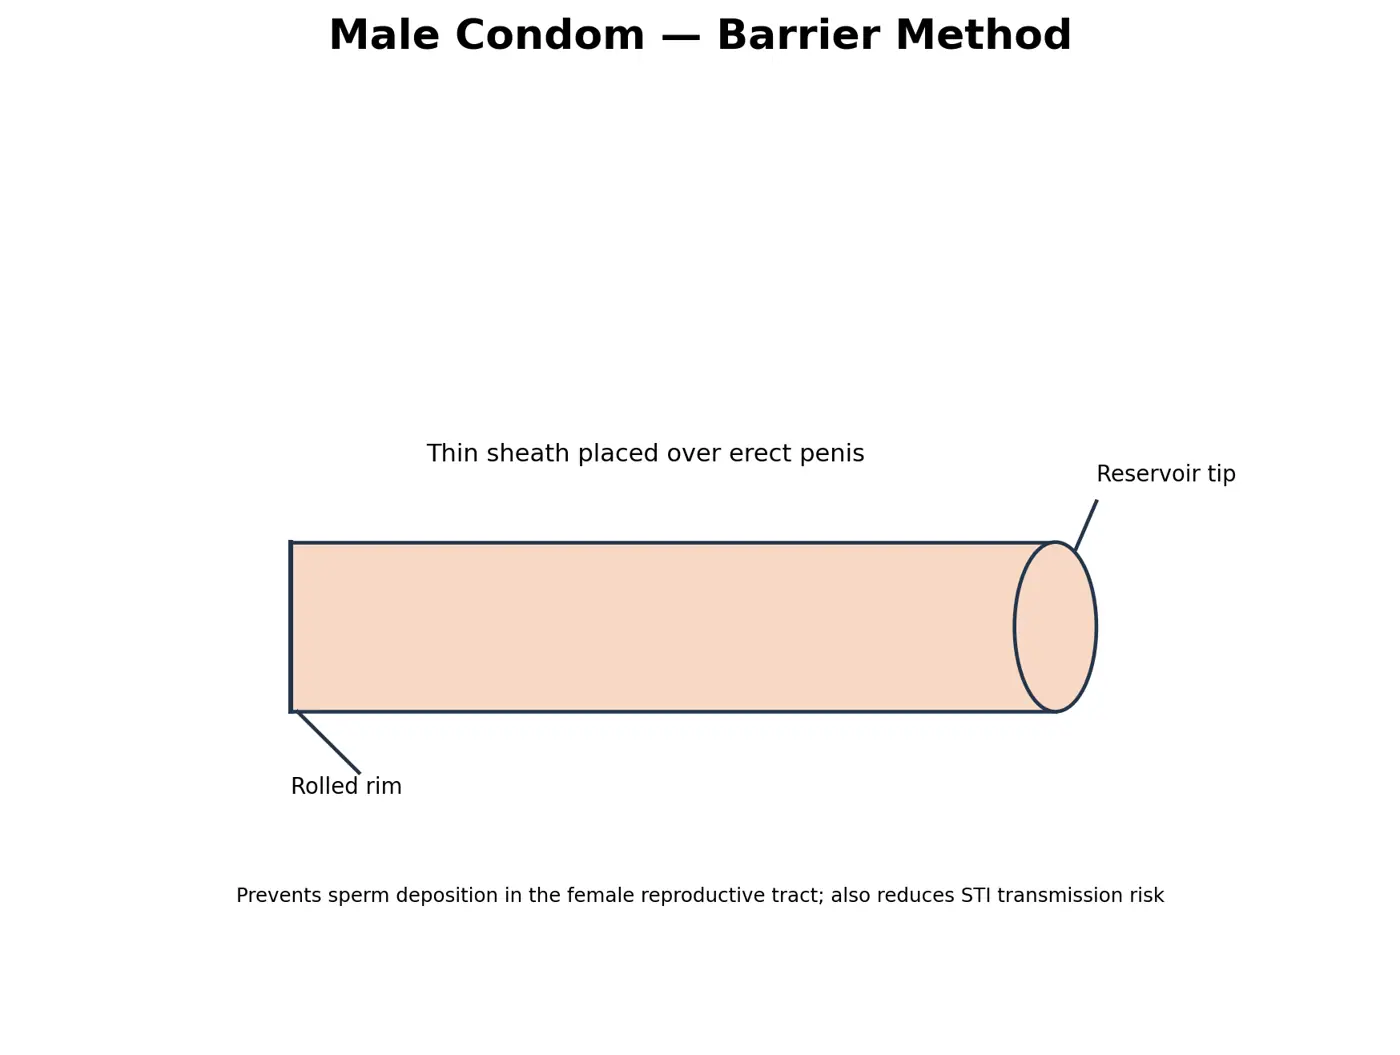 Male Condom — Barrier Method
Thin sheath placed over erect penis
Reservoir tip
Rolled rim
Prevents sperm deposition in the female reproductive tract; also reduces STI transmission risk